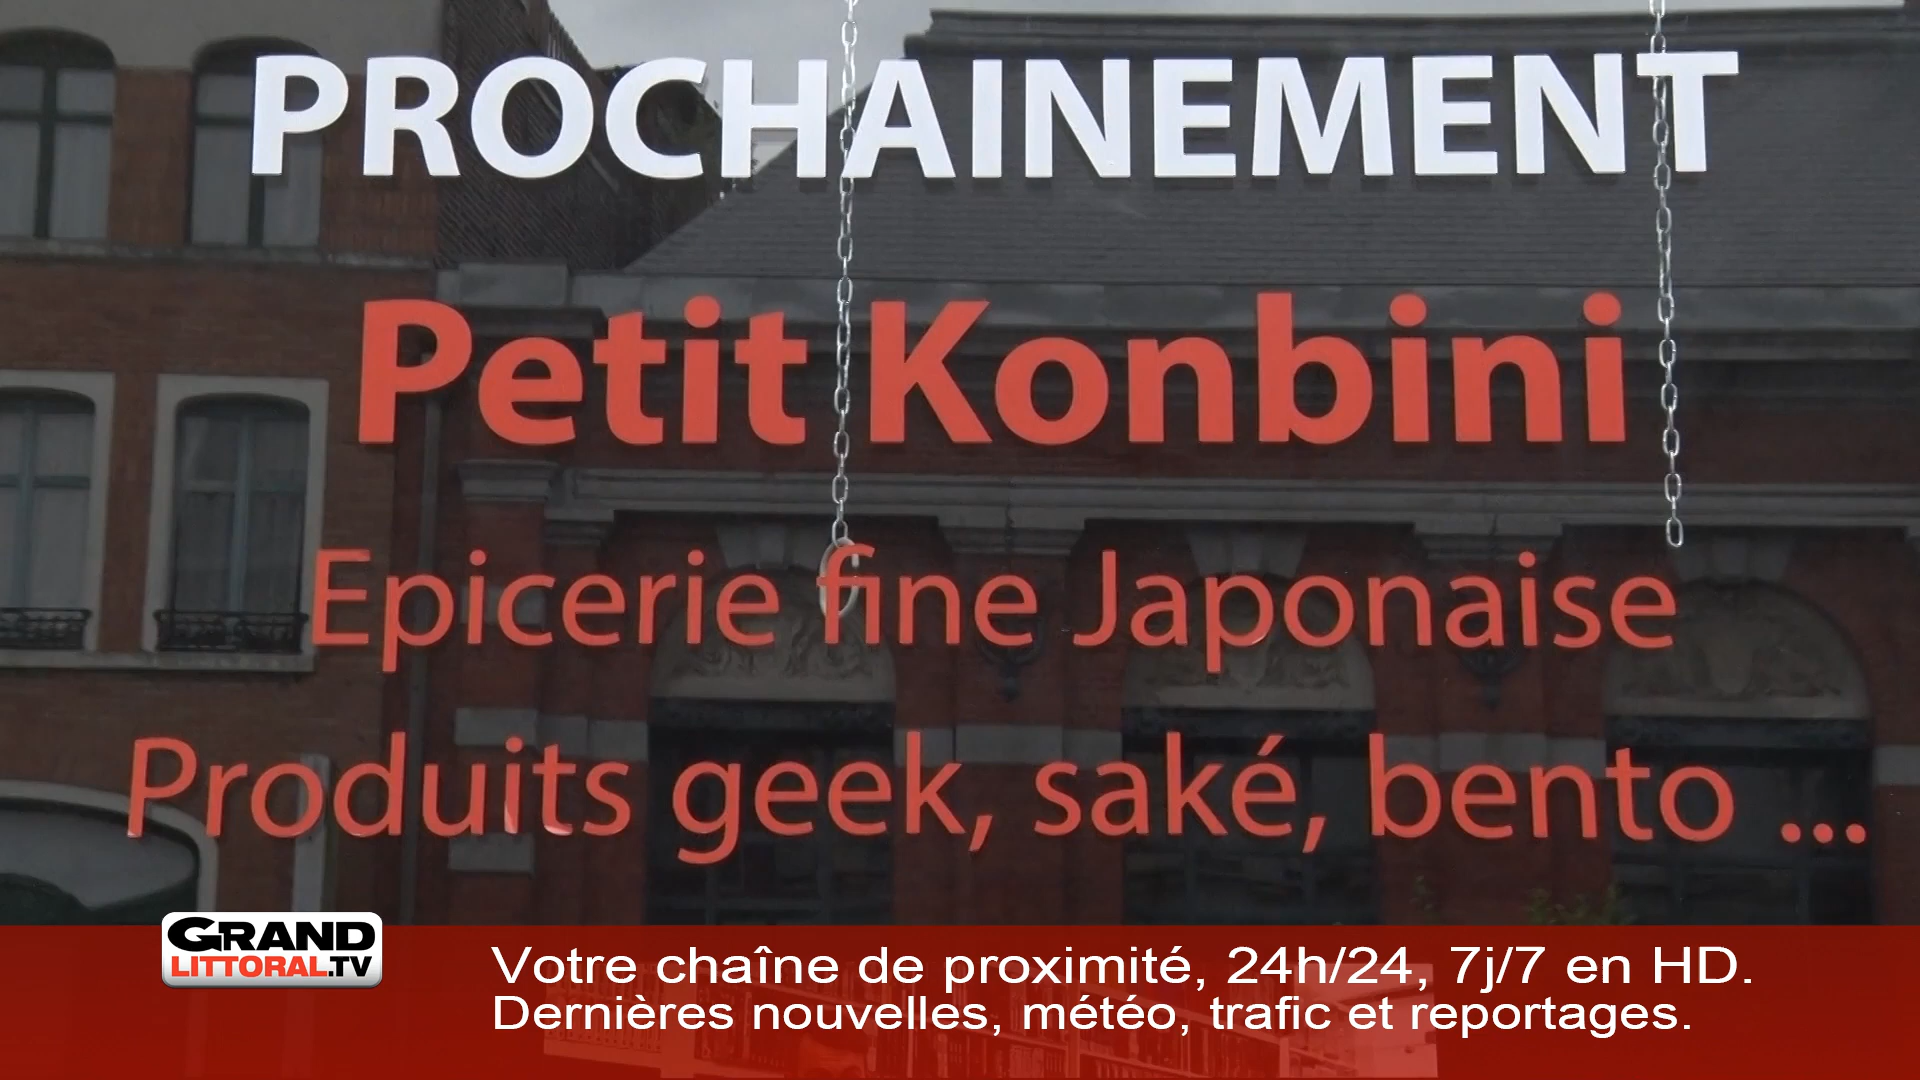 PROCHAINEMENT
Petit Konbini
Epicerie fine Japonaise
Produits geek, saké, bento ...
GRAND
LITTORAL.TV
Votre chaîne de proximité, 24h/24, 7j/7 en HD.
Dernières nouvelles, météo, trafic et reportages.